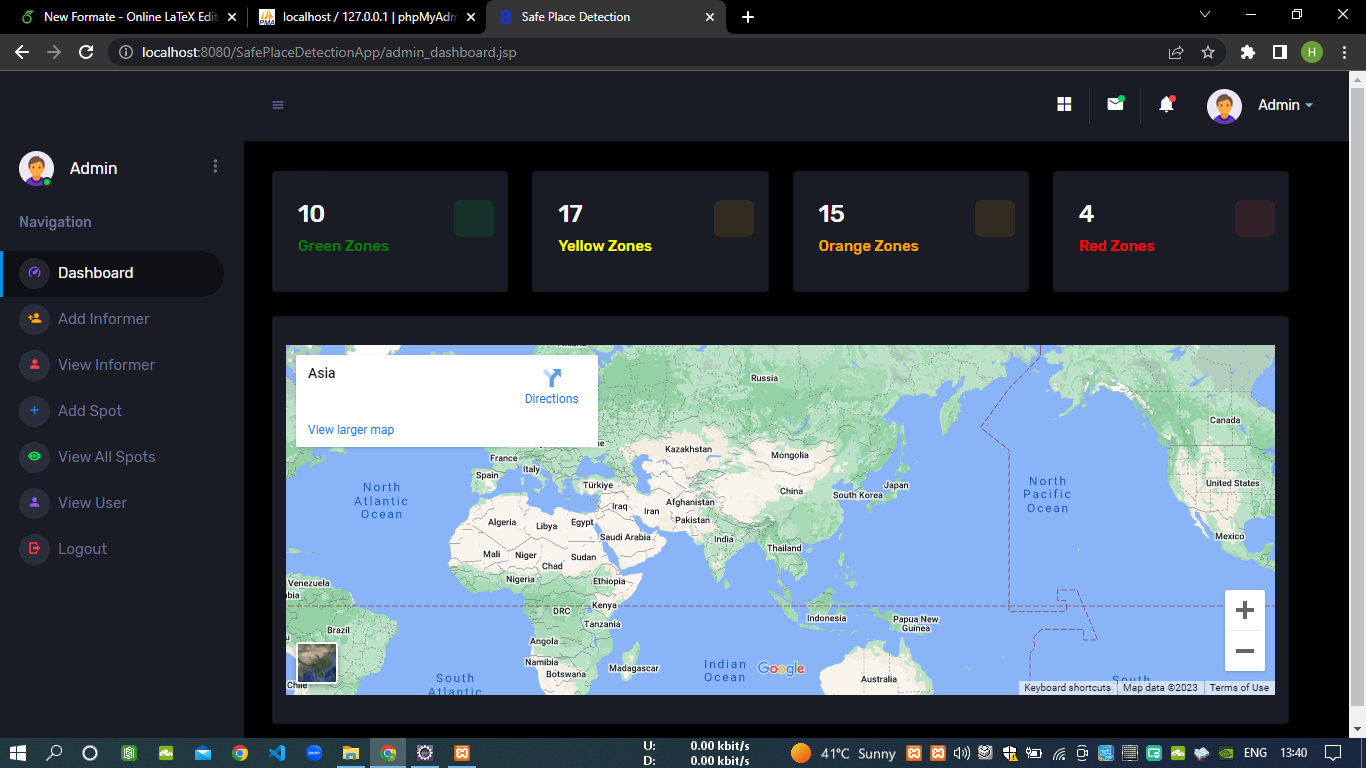 New Formate - Online LaTeX Edit
localhost / 127.0.0.1 | phpMyAdm
Safe Place Detection
localhost:8080/SafePlaceDetectionApp/admin_dashboard.jsp
H
Admin
Admin
Navigation
Dashboard
Add Informer
View Informer
Add Spot
View All Spots
View User
Logout
10
Green Zones
17
Yellow Zones
15
Orange Zones
4
Red Zones
Asia
Directions
View larger map
Russia
Canada
Kazakhstan
Mongolia
France
Italy
Spain
Türkiye
China
Japan
South Korea
United States
North
Atlantic
Ocean
North
Pacific
Ocean
Afghanistan
Iraq
Iran
Pakistan
Algeria
Libya
Egypt
Saudi Arabia
India
Mexico
Thailand
Mali
Niger
Sudan
Chad
Nigeria
Ethiopia
Venezuela
DRC
Kenya
Tanzania
Indonesia
Papua New
Guinea
Brazil
Angola
Namibia
Botswana
Madagascar
Indian
Ocean
Google
Australia
South
Atlantic
South
Chile
Keyboard shortcuts
Map data ©2023
Terms of Use
U: 0.00 kbit/s
D: 0.00 kbit/s
41°C Sunny
ENG
13:40